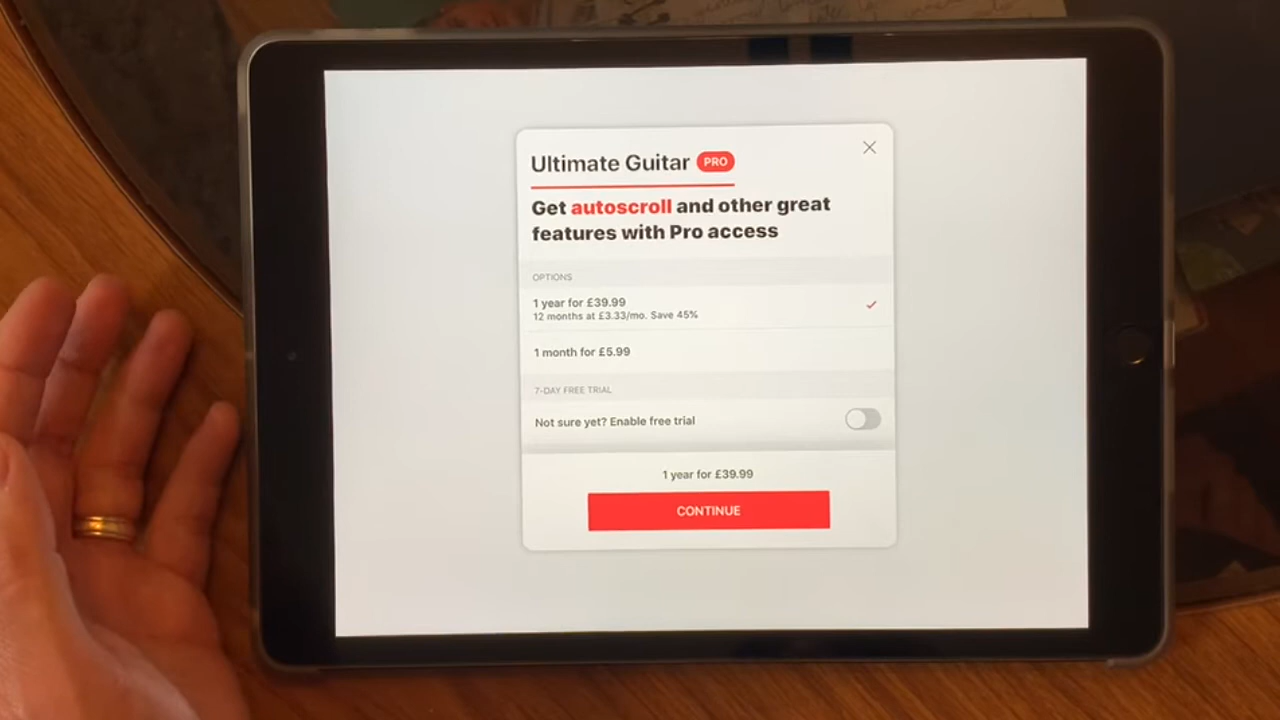 Ultimate Guitar PRO
Get autoscroll and other great
features with Pro access
OPTIONS
1 year for £39.99
12 months at £3.33/mo. Save 45%
1 month for £5.99
7-DAY FREE TRIAL
Not sure yet? Enable free trial
1 year for £39.99
CONTINUE